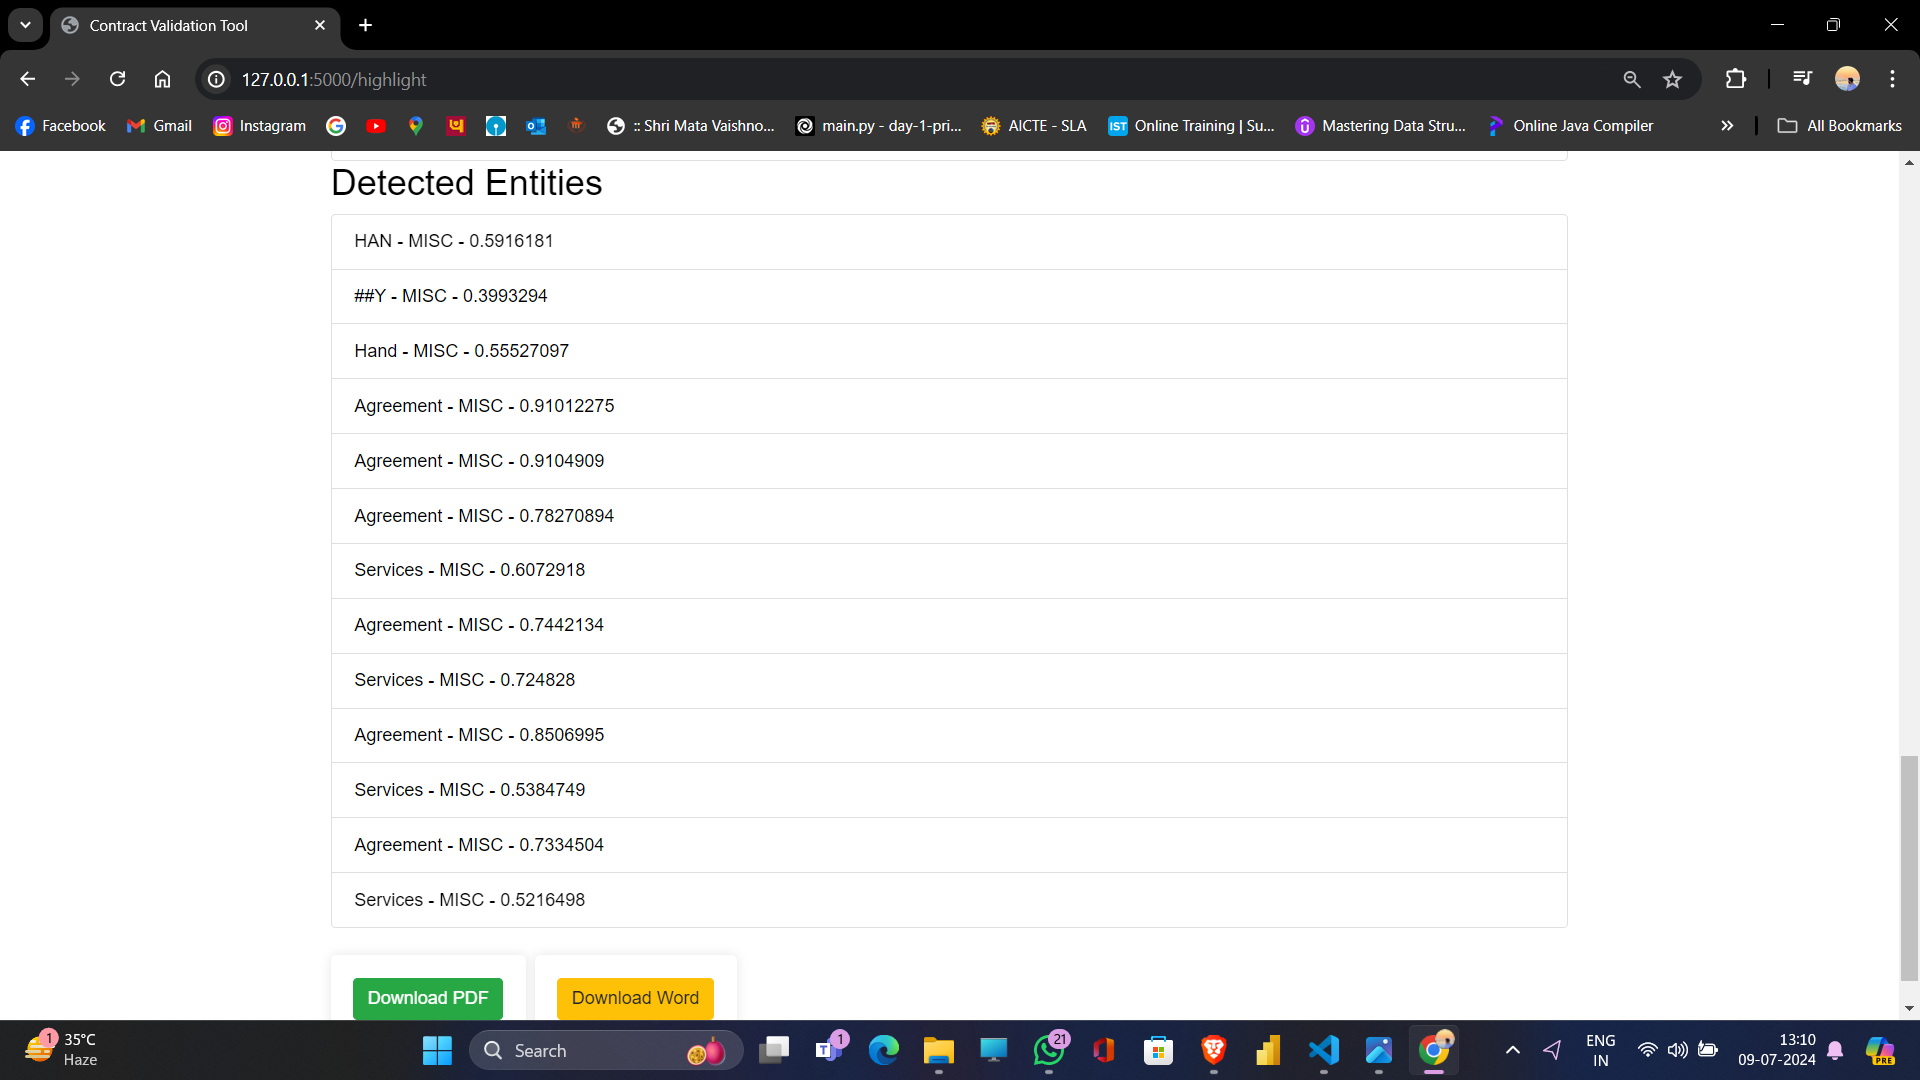 Contract Validation Tool
127.0.0.1:5000/highlight
Facebook
Gmail
Instagram
:: Shri Mata Vaishno...
main.py - day-1-pri...
AICTE - SLA
IST
Online Training | Su...
Mastering Data Stru...
Online Java Compiler
All Bookmarks
Detected Entities
HAN - MISC - 0.5916181
##Y - MISC - 0.3993294
Hand - MISC - 0.55527097
Agreement - MISC - 0.91012275
Agreement - MISC - 0.9104909
Agreement - MISC - 0.78270894
Services - MISC - 0.6072918
Agreement - MISC - 0.7442134
Services - MISC - 0.724828
Agreement - MISC - 0.8506995
Services - MISC - 0.5384749
Agreement - MISC - 0.7334504
Services - MISC - 0.5216498
Download PDF
Download Word
1
35°C
Haze
Search
1
21
ENG
IN
13:10
09-07-2024
PRE